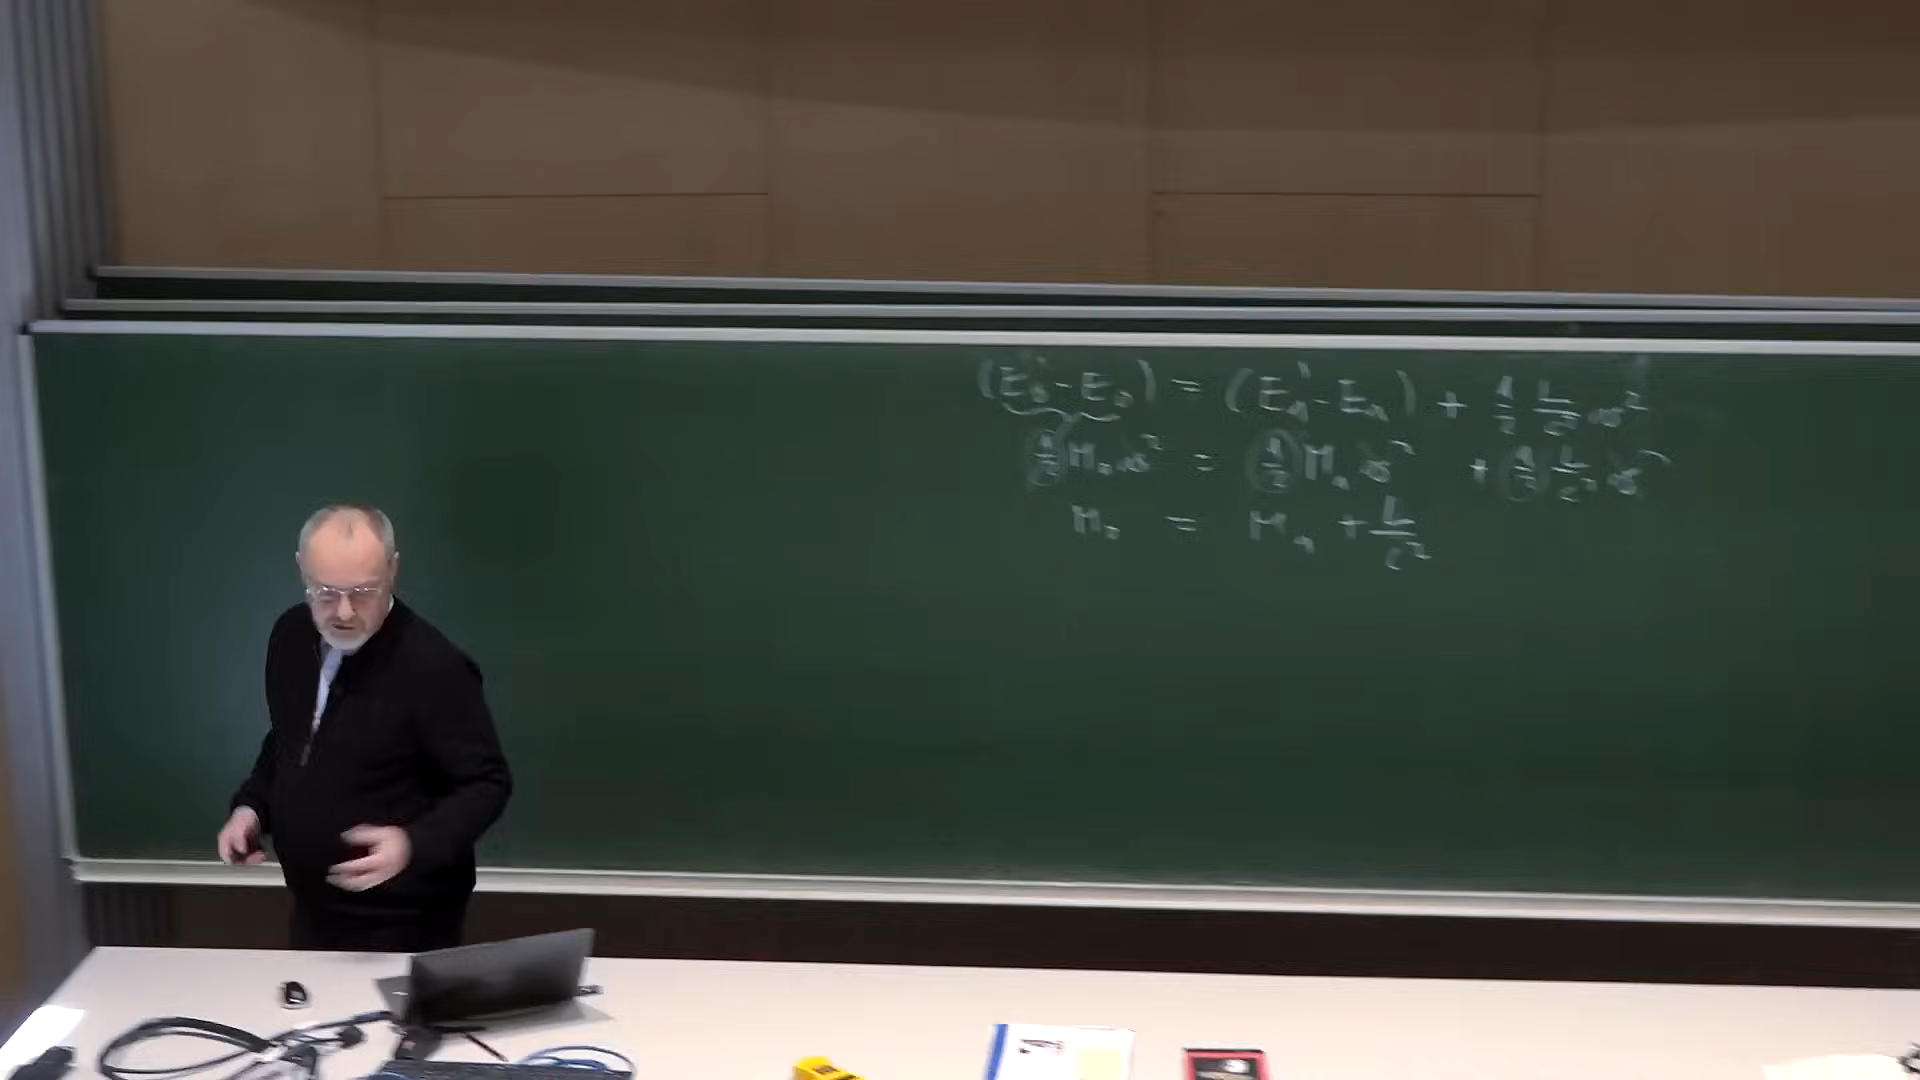 (E₀' - E₀) = (E₁' - E₁) + 1/2 L/c² v²
1/2 M₀ v² = 1/2 M₁ v² + 1/2 L/c² v²
M₀ = M₁ + L/c²